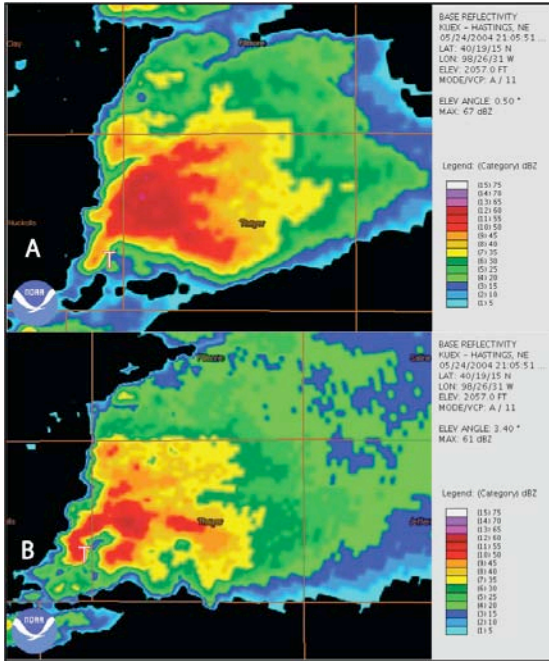 BASE REFLECTIVITY
KUEX - HASTINGS, NE
05/24/2004 21:05:51 ...
LAT: 40/19/15 N
LON: 98/26/31 W
ELEV: 2057.0 FT
MODE/VCP: A / 11
ELEV ANGLE: 0.50 °
MAX: 67 dBZ
Legend: (Category) dBZ
(15) 75
(14) 70
(13) 65
(12) 60
(11) 55
(10) 50
(9) 45
(8) 40
(7) 35
(6) 30
(5) 25
(4) 20
(3) 15
(2) 10
(1) 5
Clay
Fillmore
Nuckolls
Thayer
A
T
NOAA
BASE REFLECTIVITY
KUEX - HASTINGS, NE
05/24/2004 21:05:51 ...
LAT: 40/19/15 N
LON: 98/26/31 W
ELEV: 2057.0 FT
MODE/VCP: A / 11
ELEV ANGLE: 3.40 °
MAX: 61 dBZ
Legend: (Category) dBZ
(15) 75
(14) 70
(13) 65
(12) 60
(11) 55
(10) 50
(9) 45
(8) 40
(7) 35
(6) 30
(5) 25
(4) 20
(3) 15
(2) 10
(1) 5
Fillmore
Saline
lls
Thayer
Jeffer
B
T
NOAA